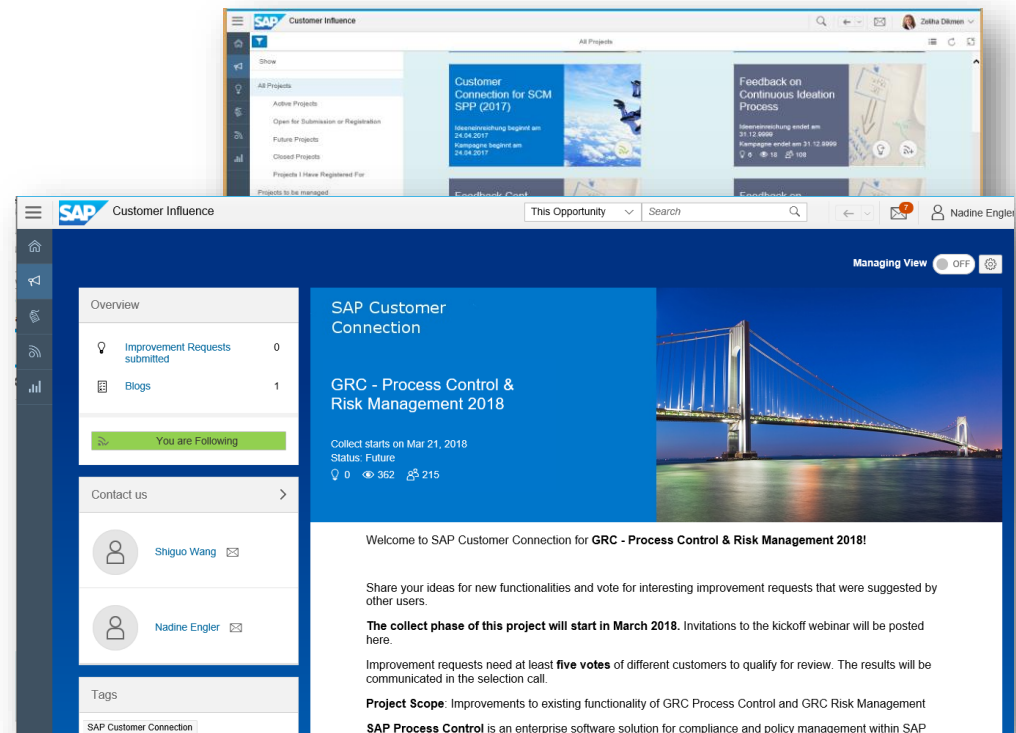 SAP Customer Influence
Zeliha Dikmen
All Projects
Show
All Projects
Active Projects
Open for Submission or Registration
Future Projects
Closed Projects
Projects I Have Registered For
Projects to be managed
Customer
Connection for SCM
SPP (2017)
Ideeneinreichung beginnt am
24.04.2017
Kampagne beginnt am
24.04.2017
Feedback on
Continuous Ideation
Process
Ideeneinreichung endet am
31.12.9999
Kampagne endet am 31.12.9999
6 18 108
Feedback Cont
Feedback on
SAP Customer Influence
This Opportunity
Search
7
Nadine Engler
Managing View OFF
Overview
Improvement Requests 0
submitted
Blogs 1
You are Following
Contact us
Shiguo Wang
Nadine Engler
Tags
SAP Customer Connection
SAP Customer
Connection
GRC - Process Control &
Risk Management 2018
Collect starts on Mar 21, 2018
Status: Future
0 362 215
Welcome to SAP Customer Connection for GRC - Process Control & Risk Management 2018!
Share your ideas for new functionalities and vote for interesting improvement requests that were suggested by
other users.
The collect phase of this project will start in March 2018. Invitations to the kickoff webinar will be posted
here.
Improvement requests need at least five votes of different customers to qualify for review. The results will be
communicated in the selection call.
Project Scope: Improvements to existing functionality of GRC Process Control and GRC Risk Management
SAP Process Control is an enterprise software solution for compliance and policy management within SAP